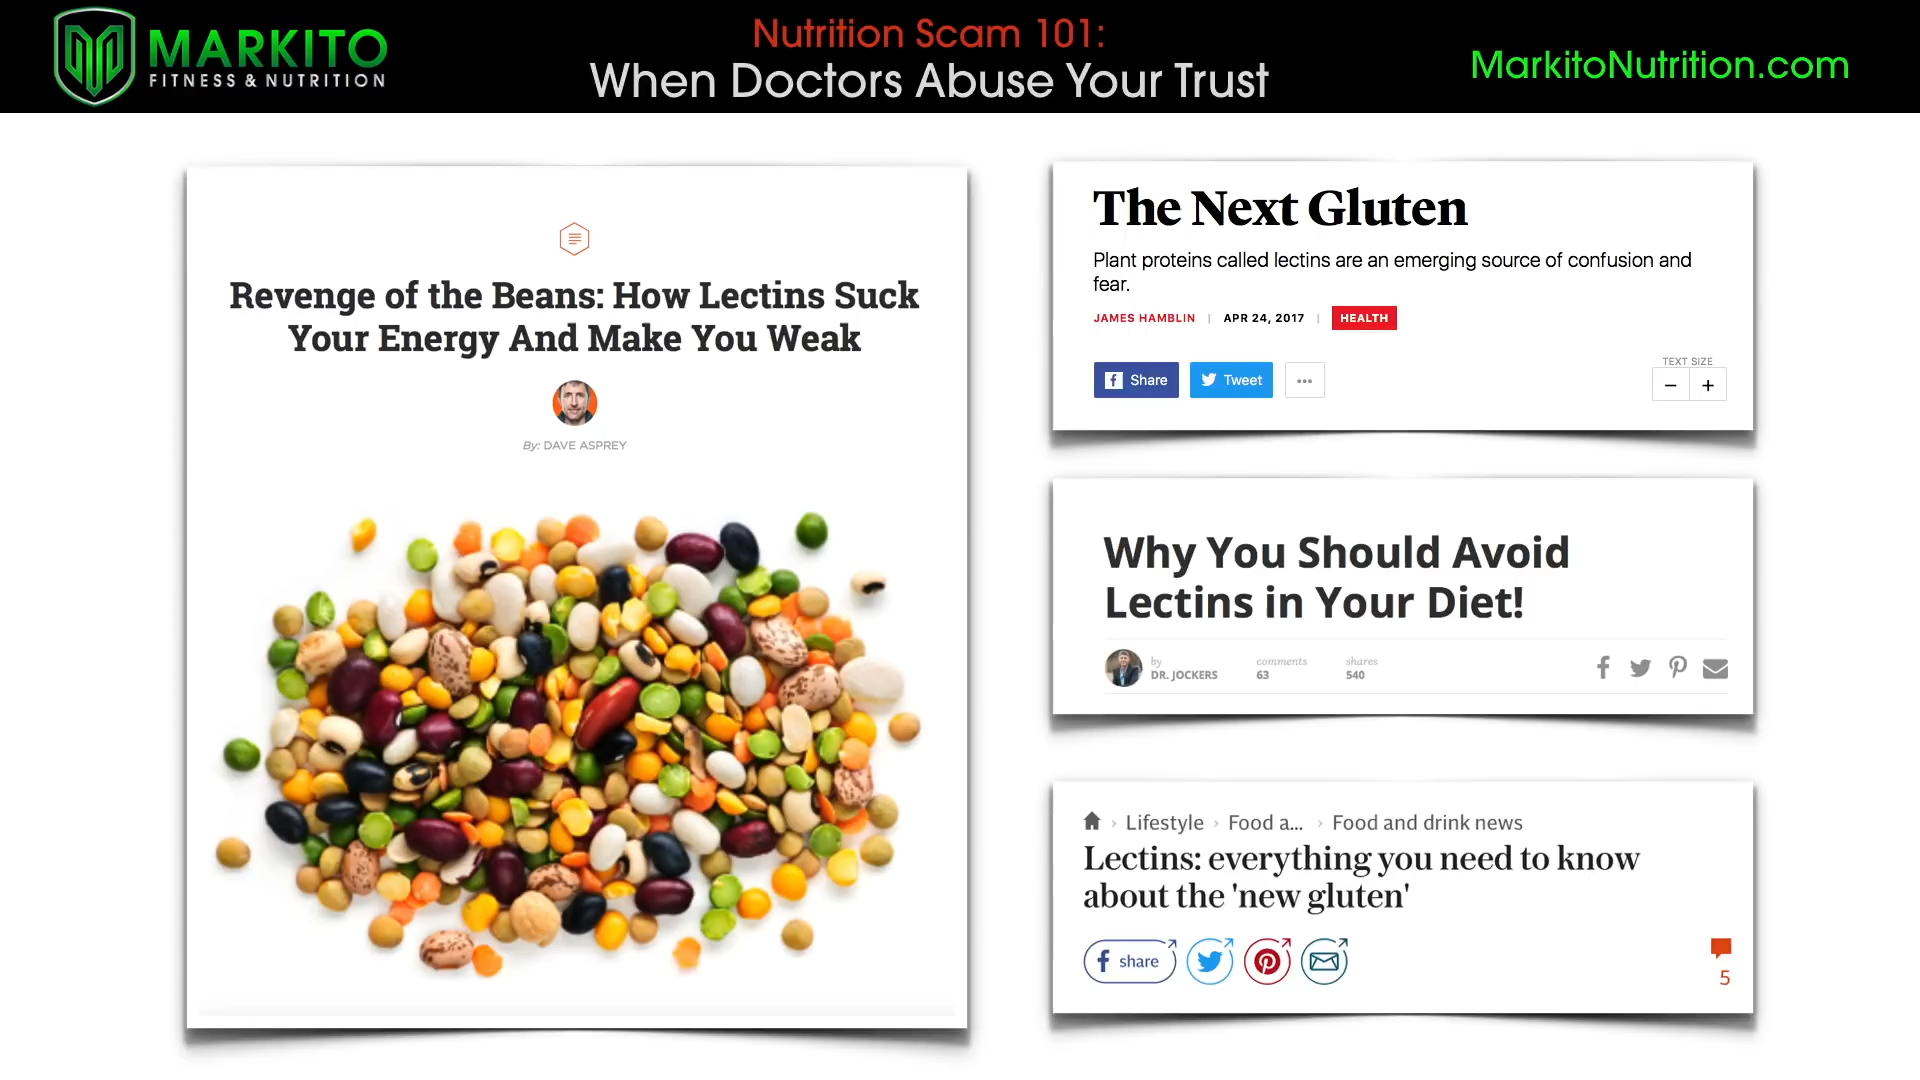 MARKITO
FITNESS & NUTRITION
Nutrition Scam 101:
When Doctors Abuse Your Trust
MarkitoNutrition.com
Revenge of the Beans: How Lectins Suck
Your Energy And Make You Weak
By: DAVE ASPREY
The Next Gluten
Plant proteins called lectins are an emerging source of confusion and
fear.
JAMES HAMBLIN | APR 24, 2017 | HEALTH
Share Tweet ...
TEXT SIZE
− +
Why You Should Avoid
Lectins in Your Diet!
by comments shares
DR. JOCKERS 63 540
Lifestyle › Food a... › Food and drink news
Lectins: everything you need to know
about the 'new gluten'
share
5